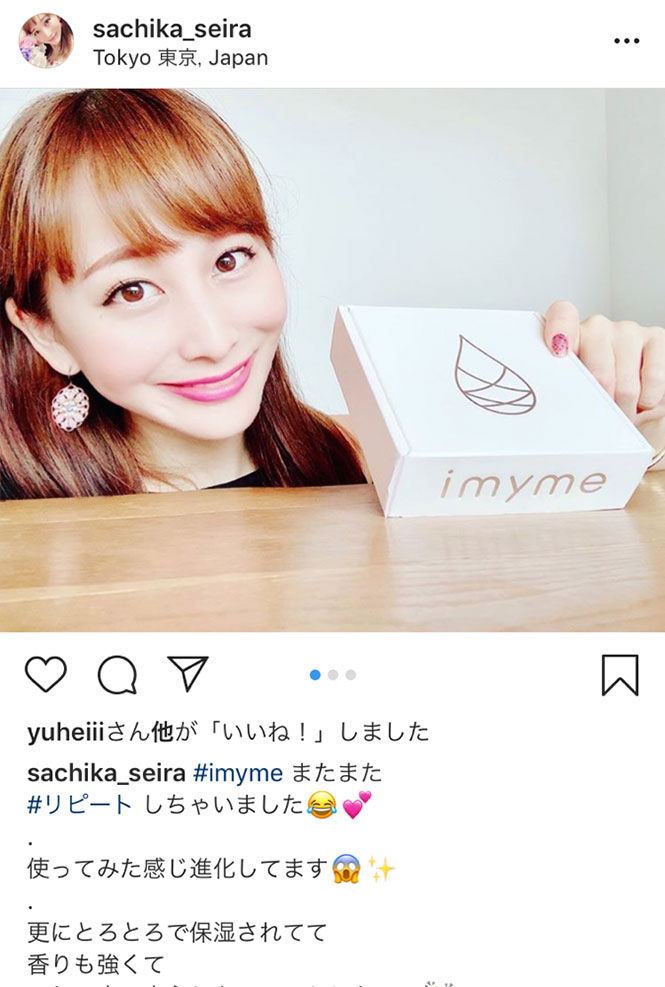 sachika_seira
Tokyo 東京, Japan
imyme
yuheiiiさん他が「いいね！」しました
sachika_seira #imyme またまた
#リピート しちゃいました😂💕
.
使ってみた感じ進化してます😱✨
.
更にとろとろで保湿されてて
香りも強くて